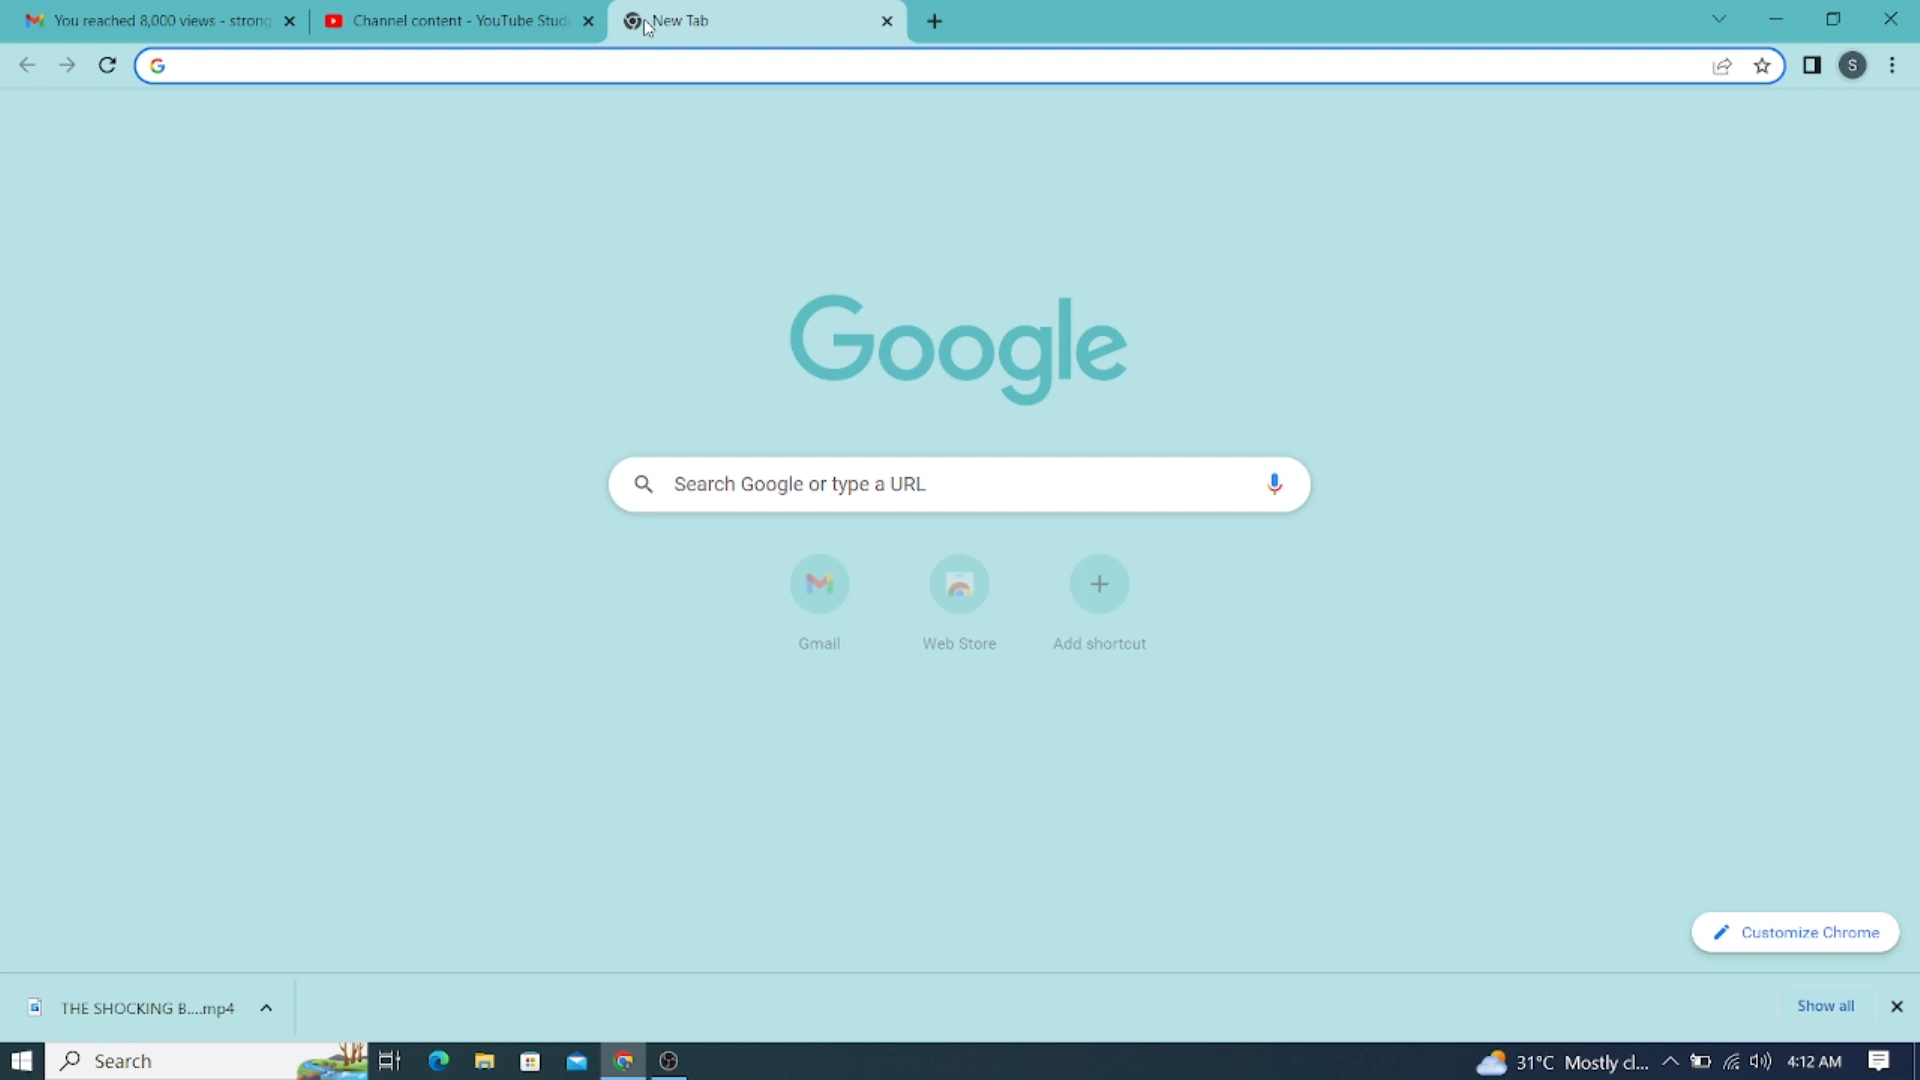 You reached 8,000 views - strong
Channel content - YouTube Studi
New Tab
S
Google
Search Google or type a URL
Gmail
Web Store
Add shortcut
Customize Chrome
THE SHOCKING B....mp4
Show all
Search
31°C Mostly cl...
4:12 AM